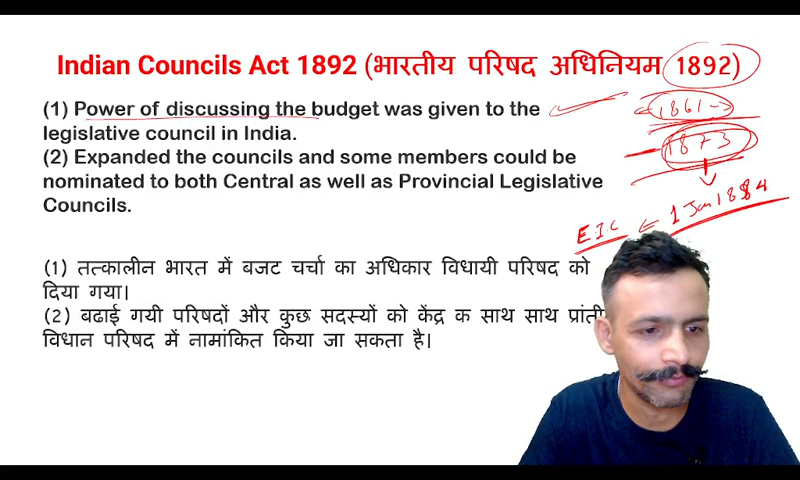 Indian Councils Act 1892 (भारतीय परिषद अधिनियम 1892)
(1) Power of discussing the budget was given to the
legislative council in India.
(2) Expanded the councils and some members could be
nominated to both Central as well as Provincial Legislative
Councils.
1861
1873
1 Jan 1884
EIC
(1) तत्कालीन भारत में बजट चर्चा का अधिकार विधायी परिषद को
दिया गया।
(2) बढाई गयी परिषदों और कुछ सदस्यों को केंद्र क साथ साथ प्रांती
विधान परिषद में नामांकित किया जा सकता है।